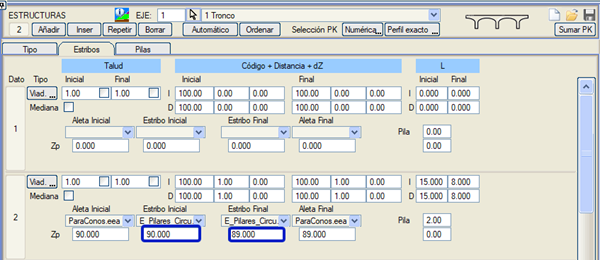 ESTRUCTURAS EJE: 1 1 Tronco
2 Añadir Inser Repetir Borrar Automático Ordenar Selección PK Numérica... Perfil exacto ... Sumar PK
Tipo Estribos Pilas
Talud Código + Distancia + dZ L
Dato Tipo Inicial Final Inicial Final Inicial Final
Viad. ... 1.00 1.00 I 100.00 0.00 0.00 100.00 0.00 0.00 I 0.000 0.000
Mediana D 100.00 0.00 0.00 100.00 0.00 0.00 D 0.000 0.000
1 Aleta Inicial Estribo Inicial Estribo Final Aleta Final
Pila 0.00
Zp 0.000 0.000 0.000 0.000 0.00
Viad. ... 1.00 1.00 I 100.00 1.00 0.00 100.00 1.00 0.00 I 15.000 8.000
Mediana D 100.00 1.00 0.00 100.00 1.00 0.00 D 15.000 8.000
2 Aleta Inicial Estribo Inicial Estribo Final Aleta Final
ParaConos.eea E_Pilares_Circu. E_Pilares_Circu. ParaConos.eea Pila 2.00
Zp 90.000 90.000 89.000 89.000 0.00